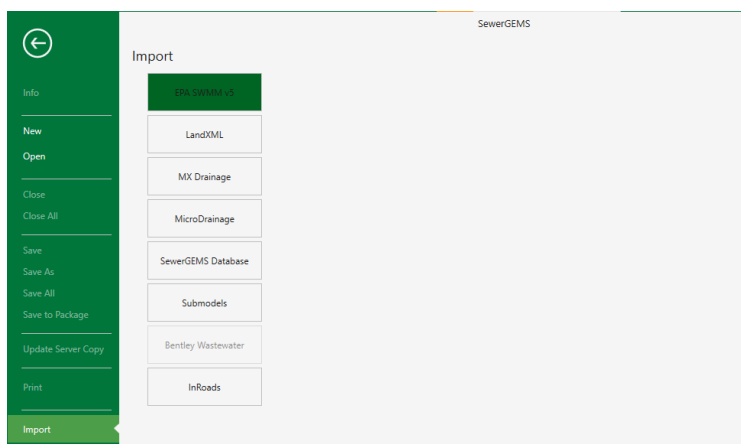 SewerGEMS
Import
Info
New
Open
Close
Close All
Save
Save As
Save All
Save to Package
Update Server Copy
Print
Import
EPA SWMM v5
LandXML
MX Drainage
MicroDrainage
SewerGEMS Database
Submodels
Bentley Wastewater
InRoads